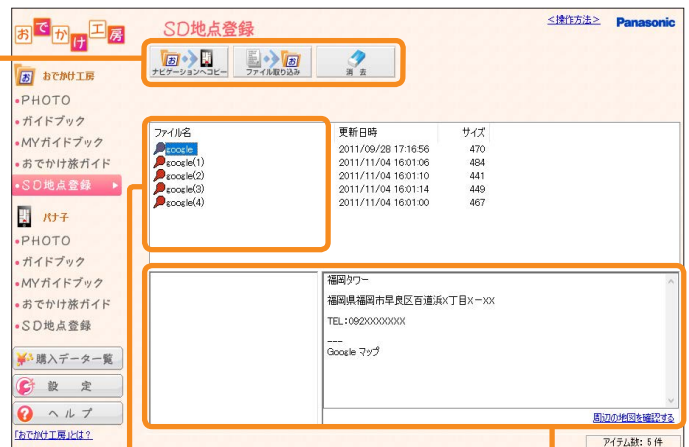 おでかけ工房
SD地点登録
<操作方法>
Panasonic
ナビゲーションへコピー
ファイル取り込み
消去
おでかけ工房
•PHOTO
•ガイドブック
•MYガイドブック
•おでかけ旅ガイド
•SD地点登録
パナ子
•PHOTO
•ガイドブック
•MYガイドブック
•おでかけ旅ガイド
•SD地点登録
購入データ一覧
設定
ヘルプ
「おでかけ工房」とは?
ファイル名 更新日時 サイズ
google 2011/09/28 17:16:56 470
google(1) 2011/11/04 16:01:06 484
google(2) 2011/11/04 16:01:10 441
google(3) 2011/11/04 16:01:14 449
google(4) 2011/11/04 16:01:00 467
福岡タワー
福岡県福岡市早良区百道浜X丁目X-XX
TEL:092XXXXXXX
---
Google マップ
周辺の地図を確認する
アイテム数: 5 件